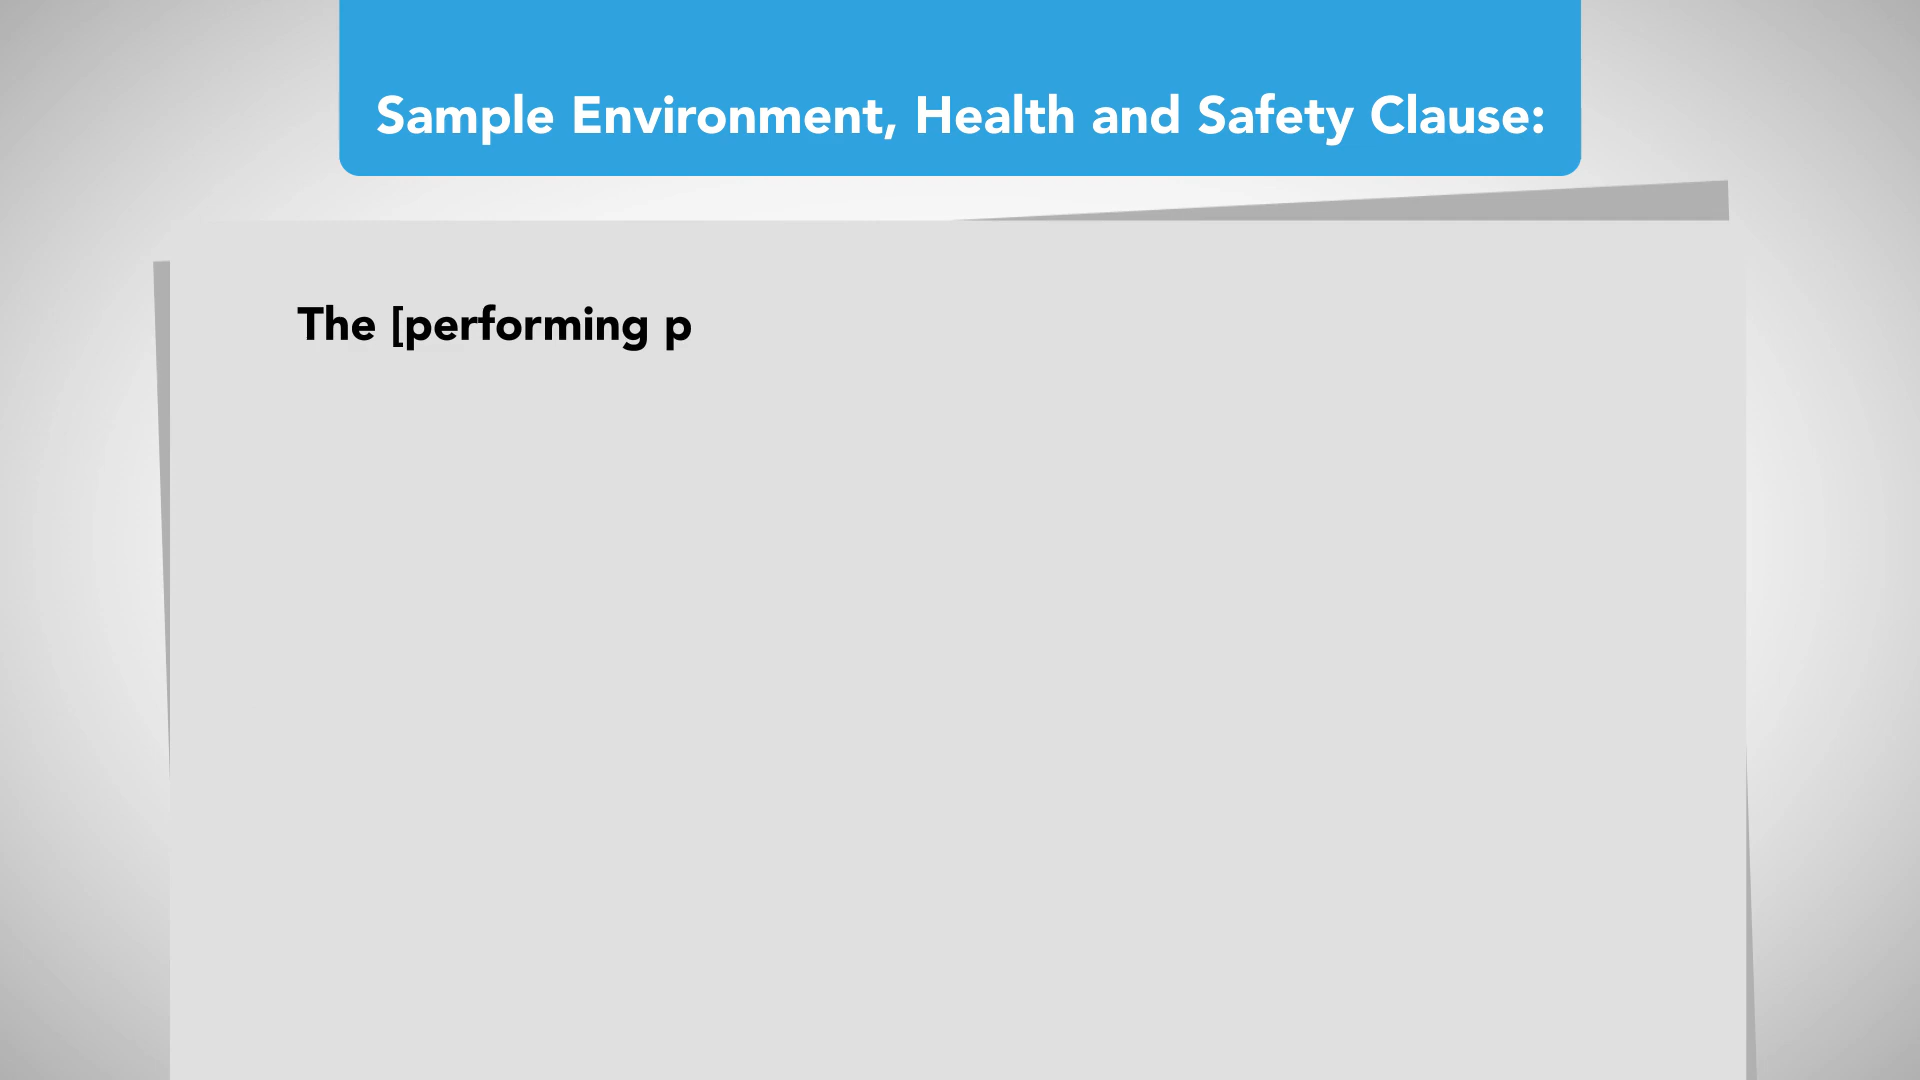 Sample Environment, Health and Safety Clause:
The [performing p